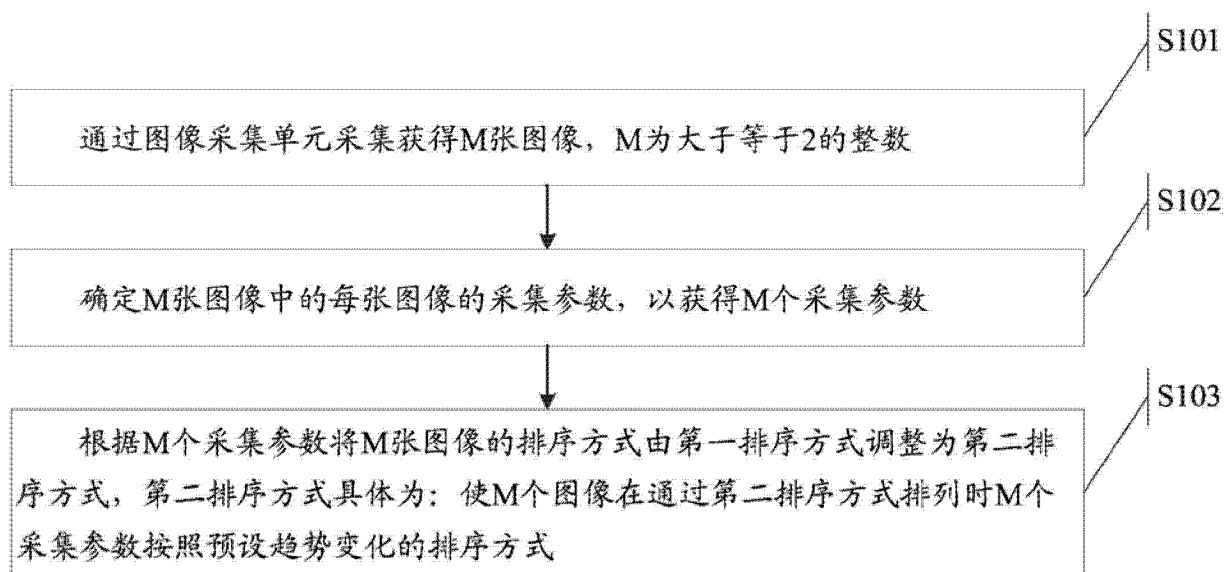 S101
通过图像采集单元采集获得M张图像，M为大于等于2的整数
S102
确定M张图像中的每张图像的采集参数，以获得M个采集参数
S103
根据M个采集参数将M张图像的排序方式由第一排序方式调整为第二排
序方式，第二排序方式具体为：使M个图像在通过第二排序方式排列时M个
采集参数按照预设趋势变化的排序方式